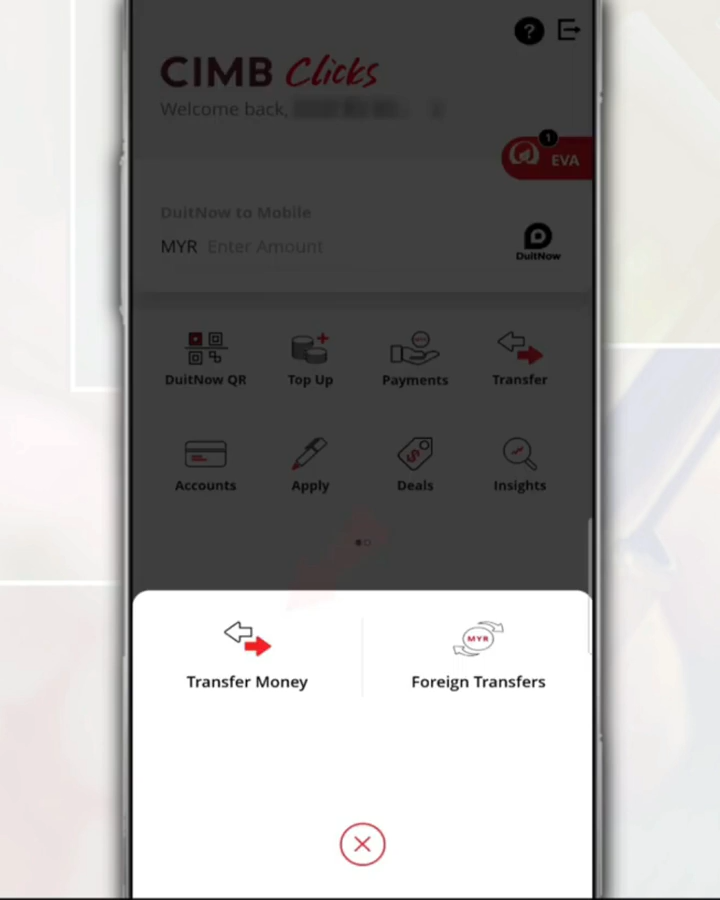 ?
CIMB Clicks
Welcome back,
1
EVA
DuitNow to Mobile
MYR Enter Amount
DuitNow
DuitNow QR Top Up Payments Transfer
Accounts Apply Deals Insights
MYR
Transfer Money Foreign Transfers